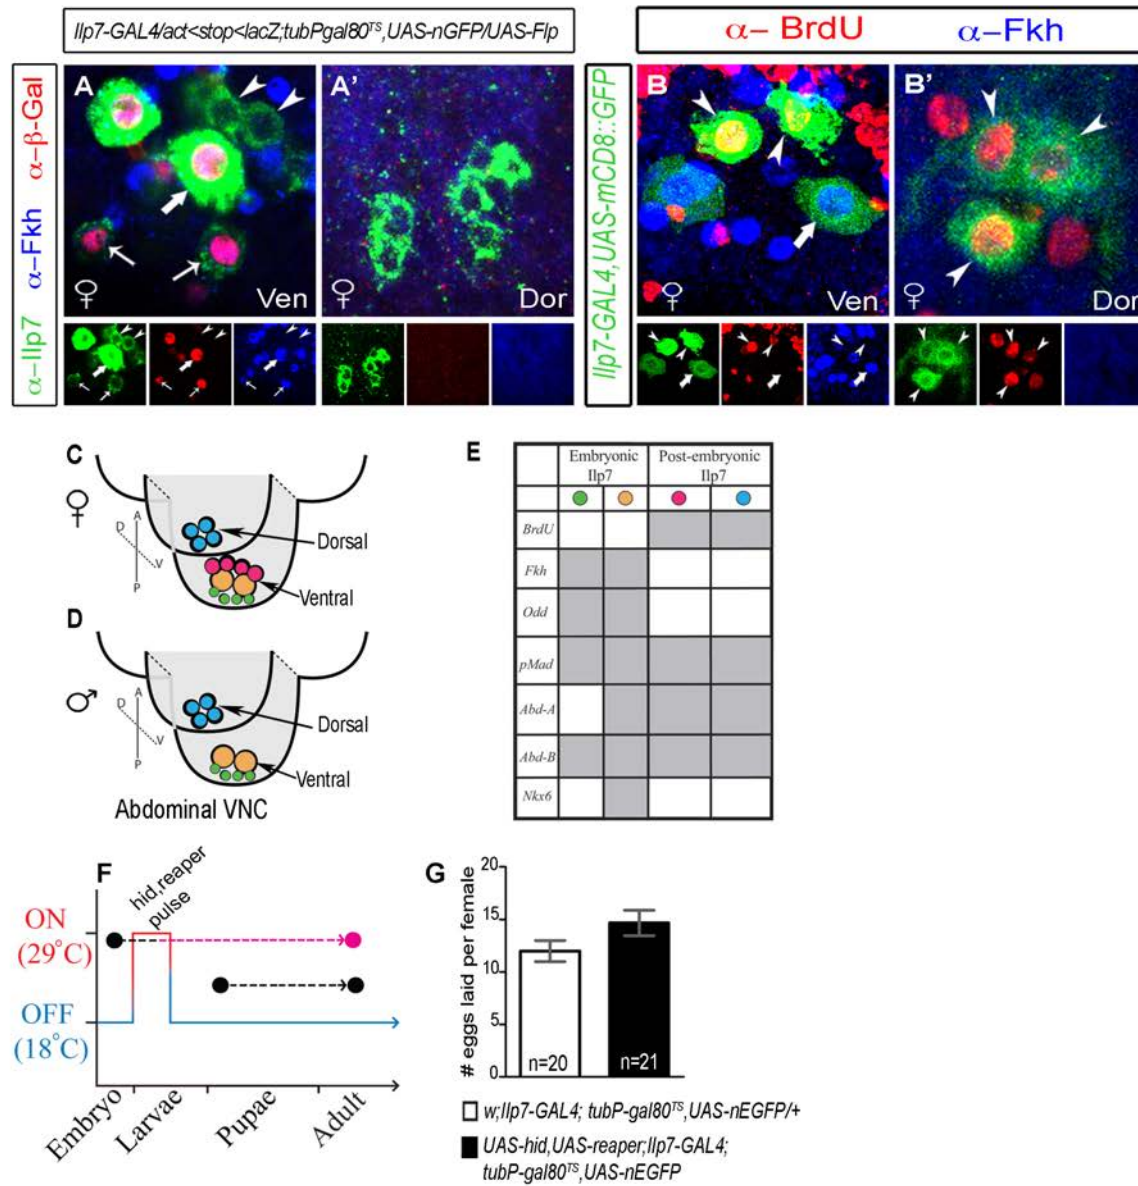 Ilp7-GAL4/act<stop<lacZ;tubPgal80TS,UAS-nGFP/UAS-Flp
α– BrdU α–Fkh
α–Ilp7 α–Fkh α–β-Gal
A
♀
Ven
A'
♀
Dor
Ilp7-GAL4,UAS-mCD8::GFP
B
♀
Ven
B'
♀
Dor
C
♀
A
D
V
P
Dorsal
Ventral
D
♂
A
D
V
P
Dorsal
Ventral
Abdominal VNC
E
Embryonic Ilp7
Post-embryonic Ilp7
BrdU
Fkh
Odd
pMad
Abd-A
Abd-B
Nkx6
F
hid,reaper
pulse
ON
(29°C)
OFF
(18°C)
Embryo
Larvae
Pupae
Adult
G
# eggs laid per female
20
15
10
5
0
n=20
n=21
w;Ilp7-GAL4; tubP-gal80TS,UAS-nEGFP/+
UAS-hid,UAS-reaper;Ilp7-GAL4;
tubP-gal80TS,UAS-nEGFP